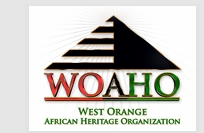 WOAHO
WEST ORANGE
AFRICAN HERITAGE ORGANIZATION